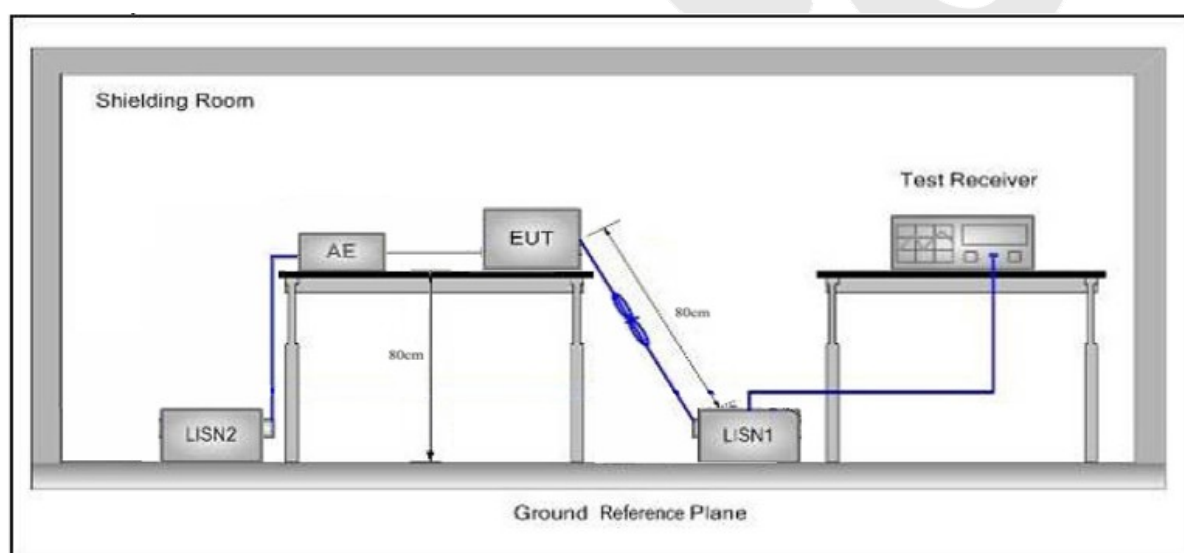 Shielding Room
Test Receiver
AE
EUT
80cm
80cm
LISN2
LISN1
Ground Reference Plane